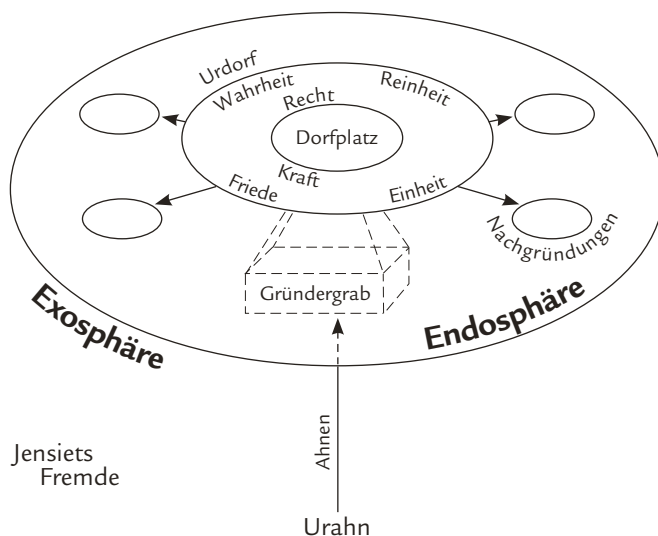 Urdorf
Wahrheit
Reinheit
Recht
Dorfplatz
Kraft
Friede
Einheit
Nachgründungen
Gründergrab
Exosphäre
Endosphäre
Ahnen
Jensiets
Fremde
Urahn